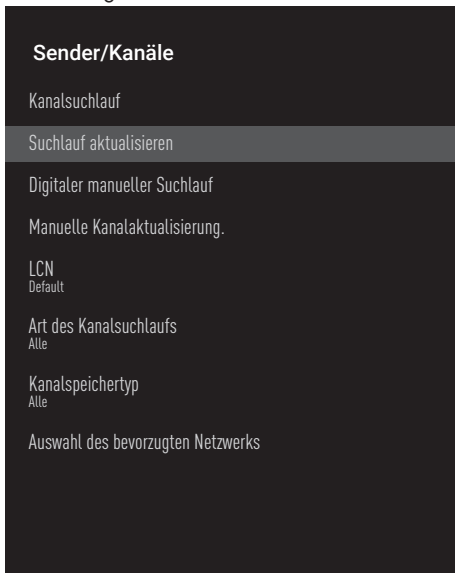 Sender/Kanäle
Kanalsuchlauf
Suchlauf aktualisieren
Digitaler manueller Suchlauf
Manuelle Kanalaktualisierung.
LCN
Default
Art des Kanalsuchlaufs
Alle
Kanalspeichertyp
Alle
Auswahl des bevorzugten Netzwerks